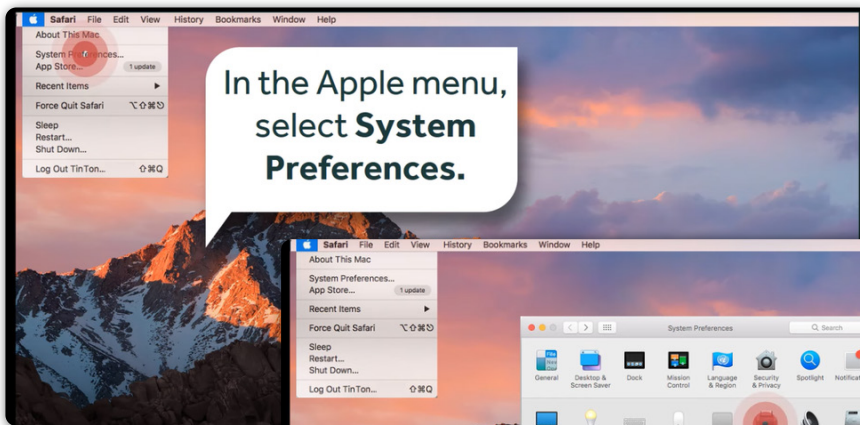 Safari File Edit View History Bookmarks Window Help
About This Mac
System Preferences...
App Store... 1 update
Recent Items
Force Quit Safari ⌥⇧⌘⎋
Sleep
Restart...
Shut Down...
Log Out TinTon... ⇧⌘Q
In the Apple menu,
select System
Preferences.
Safari File Edit View History Bookmarks Window Help
About This Mac
System Preferences...
App Store... 1 update
Recent Items
Force Quit Safari ⌥⇧⌘⎋
Sleep
Restart...
Shut Down...
Log Out TinTon... ⇧⌘Q
System Preferences
Search
General Desktop & Dock Mission Language Security Spotlight Notificat
Screen Saver Control & Region & Privacy